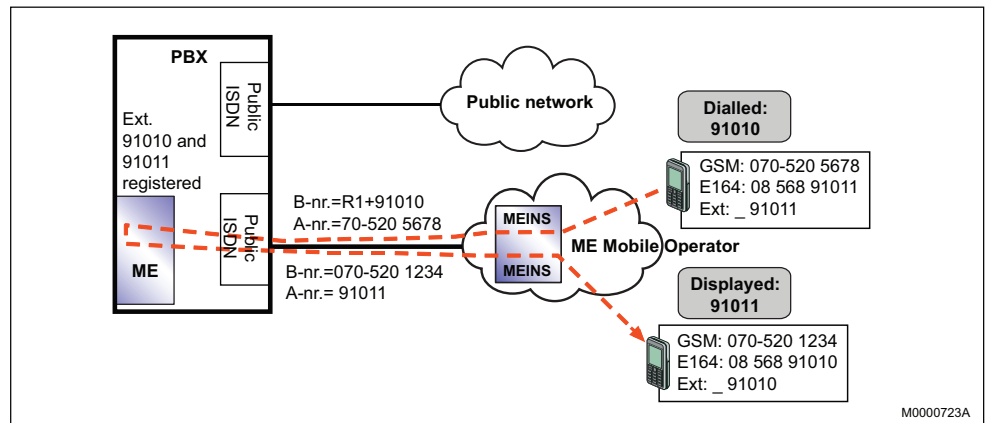 PBX
Public
ISDN
Ext.
91010 and
91011
registered
ME
Public
ISDN
Public network
B-nr.=R1+91010
A-nr.=70-520 5678
B-nr.=070-520 1234
A-nr.= 91011
MEINS
MEINS
ME Mobile Operator
Dialled:
91010
GSM: 070-520 5678
E164: 08 568 91011
Ext: _ 91011
Displayed:
91011
GSM: 070-520 1234
E164: 08 568 91010
Ext: _ 91010
M0000723A